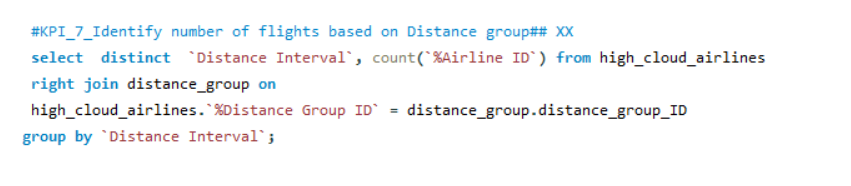 #KPI_7_Identify number of flights based on Distance group## XX
select distinct `Distance Interval`, count(`%Airline ID`) from high_cloud_airlines
right join distance_group on
high_cloud_airlines.`%Distance Group ID` = distance_group.distance_group_ID
group by `Distance Interval`;